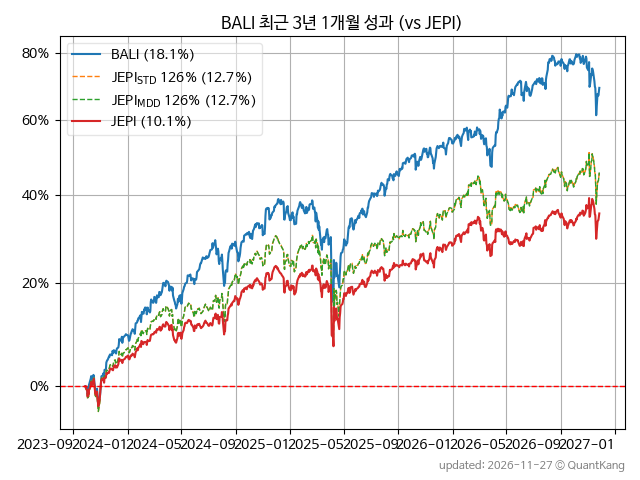 BALI 최근 3년 1개월 성과 (vs JEPI)
80%
60%
40%
20%
0%
BALI (18.1%)
JEPI_STD 126% (12.7%)
JEPI_MDD 126% (12.7%)
JEPI (10.1%)
2023-09 2024-01 2024-05 2024-09 2025-01 2025-05 2025-09 2026-01 2026-05 2026-09 2027-01
updated: 2026-11-27 © QuantKang